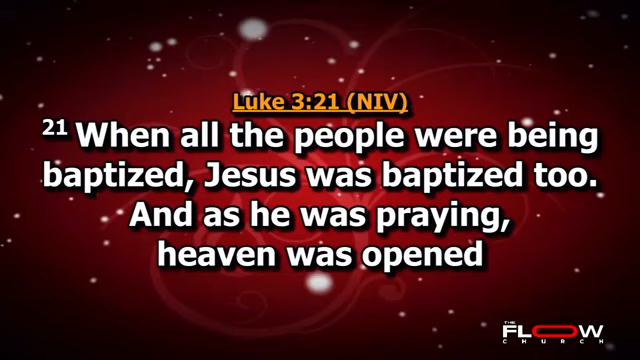 Luke 3:21 (NIV)
21 When all the people were being
baptized, Jesus was baptized too.
And as he was praying,
heaven was opened
THE
FLOW
CHURCH